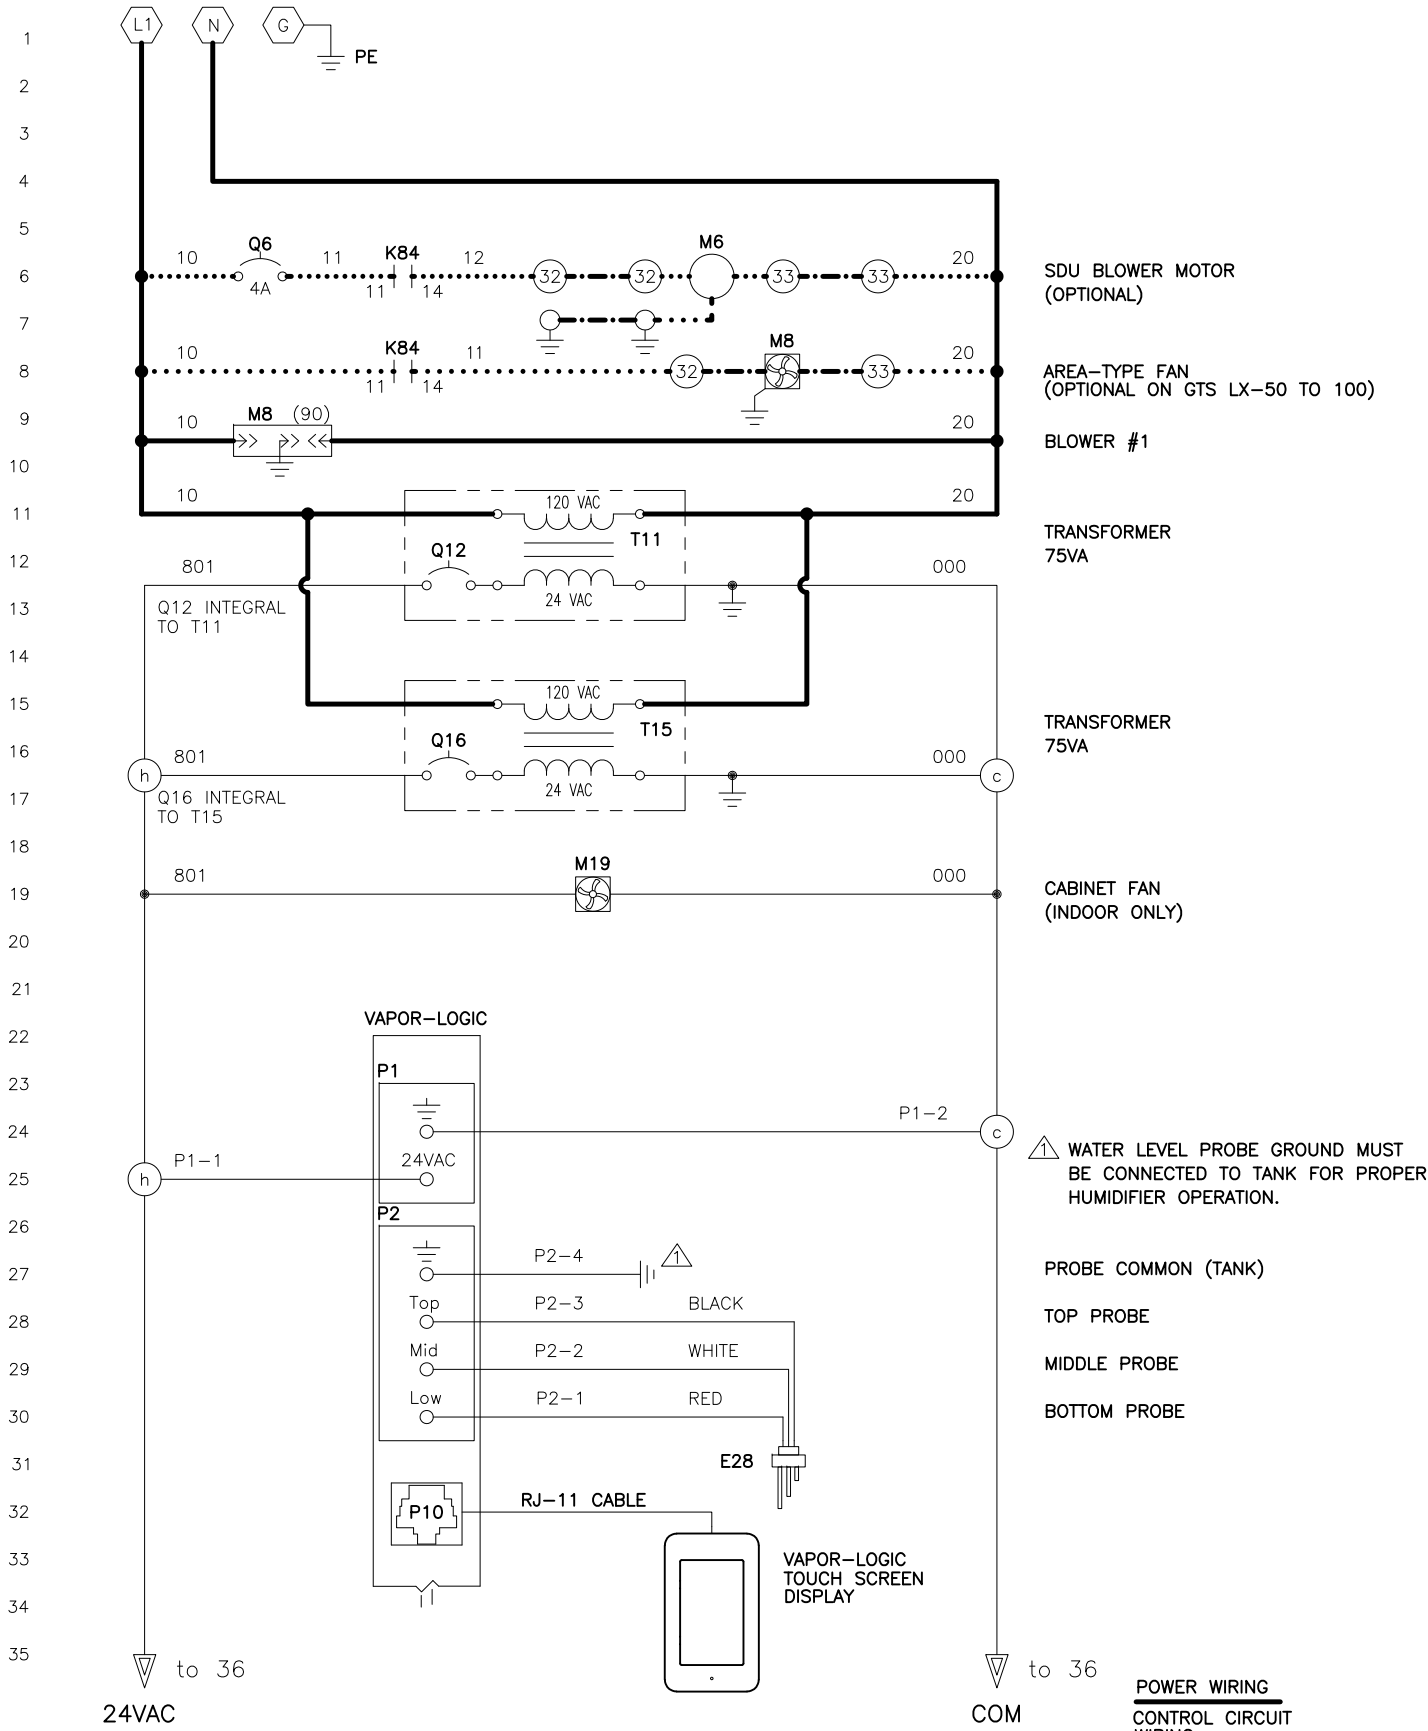 1 L1 N G PE
2
3
4
5
Q6 M6
10 11 K84 12 20
6 4A 11 14 32 32 33 33 SDU BLOWER MOTOR
(OPTIONAL)
7
M8
10 K84 11 20
8 11 14 32 33 AREA-TYPE FAN
(OPTIONAL ON GTS LX-50 TO 100)
9 10 M8 (90) 20
BLOWER #1
10
10 120 VAC 20
11
T11 TRANSFORMER
12 Q12 75VA
801 000
24 VAC
13 Q12 INTEGRAL
TO T11
14
120 VAC
15
T15 TRANSFORMER
16 Q16 75VA
801 000
h c
24 VAC
17 Q16 INTEGRAL
TO T15
18
M19
801 000
19 CABINET FAN
(INDOOR ONLY)
20
21
VAPOR-LOGIC
22
P1
23
P1-2
24 c
1 WATER LEVEL PROBE GROUND MUST
P1-1 24VAC
25 h BE CONNECTED TO TANK FOR PROPER
HUMIDIFIER OPERATION.
P2
26
P2-4 1
27 PROBE COMMON (TANK)
Top P2-3 BLACK
28 TOP PROBE
Mid P2-2 WHITE
29 MIDDLE PROBE
Low P2-1 RED
30 BOTTOM PROBE
31 E28
RJ-11 CABLE
32 P10
33 VAPOR-LOGIC
TOUCH SCREEN
DISPLAY
34
35
to 36 to 36
POWER WIRING
24VAC COM
CONTROL CIRCUIT
WIRING